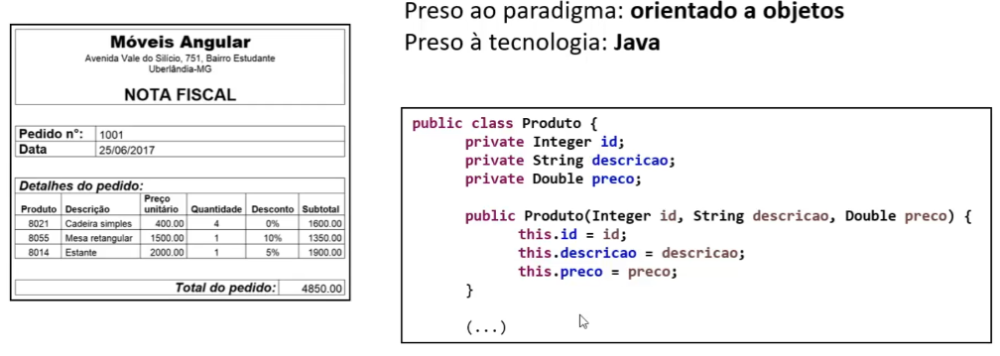 Preso ao paradigma: orientado a objetos
Preso à tecnologia: Java
Móveis Angular
Avenida Vale do Silício, 751, Bairro Estudante
Uberlândia-MG
NOTA FISCAL
Pedido n°: 1001
Data 25/06/2017
Detalhes do pedido:
Produto Descrição Preço unitário Quantidade Desconto Subtotal
8021 Cadeira simples 400.00 4 0% 1600.00
8055 Mesa retangular 1500.00 1 10% 1350.00
8014 Estante 2000.00 1 5% 1900.00
Total do pedido: 4850.00
public class Produto {
private Integer id;
private String descricao;
private Double preco;
public Produto(Integer id, String descricao, Double preco) {
this.id = id;
this.descricao = descricao;
this.preco = preco;
}
(...)